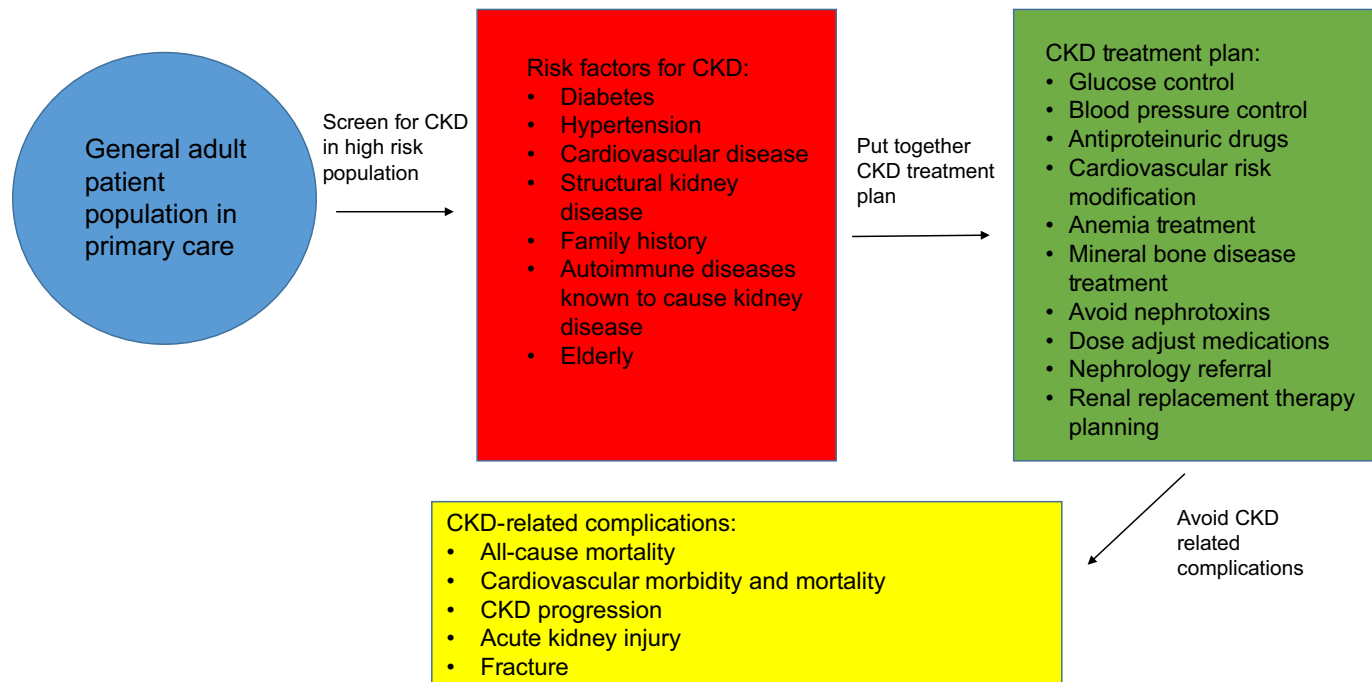 General adult
patient
population in
primary care
Screen for CKD
in high risk
population
Risk factors for CKD:
• Diabetes
• Hypertension
• Cardiovascular disease
• Structural kidney
disease
• Family history
• Autoimmune diseases
known to cause kidney
disease
• Elderly
Put together
CKD treatment
plan
CKD treatment plan:
• Glucose control
• Blood pressure control
• Antiproteinuric drugs
• Cardiovascular risk
modification
• Anemia treatment
• Mineral bone disease
treatment
• Avoid nephrotoxins
• Dose adjust medications
• Nephrology referral
• Renal replacement therapy
planning
Avoid CKD
related
complications
CKD-related complications:
• All-cause mortality
• Cardiovascular morbidity and mortality
• CKD progression
• Acute kidney injury
• Fracture